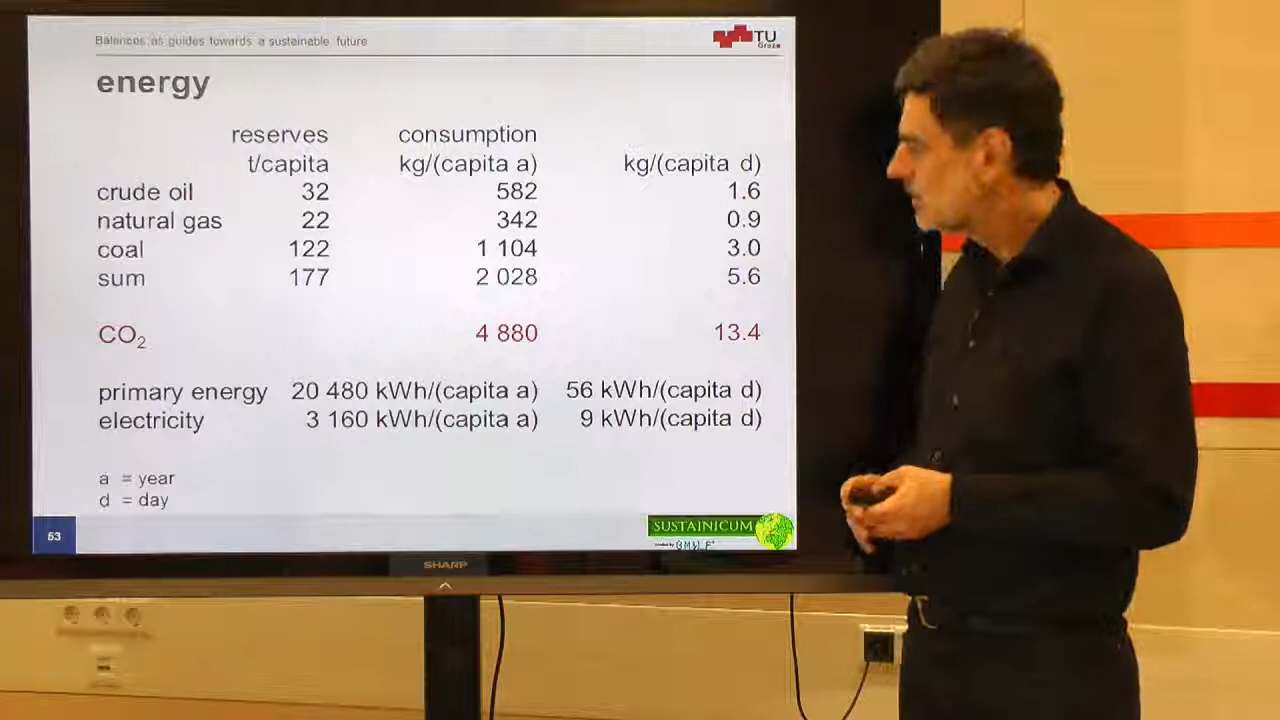 Balances as guides towards a sustainable future
TU
Graz
energy
reserves consumption
t/capita kg/(capita a) kg/(capita d)
crude oil 32 582 1.6
natural gas 22 342 0.9
coal 122 1 104 3.0
sum 177 2 028 5.6
CO₂ 4 880 13.4
primary energy 20 480 kWh/(capita a) 56 kWh/(capita d)
electricity 3 160 kWh/(capita a) 9 kWh/(capita d)
a = year
d = day
53
SUSTAINICUM
SHARP